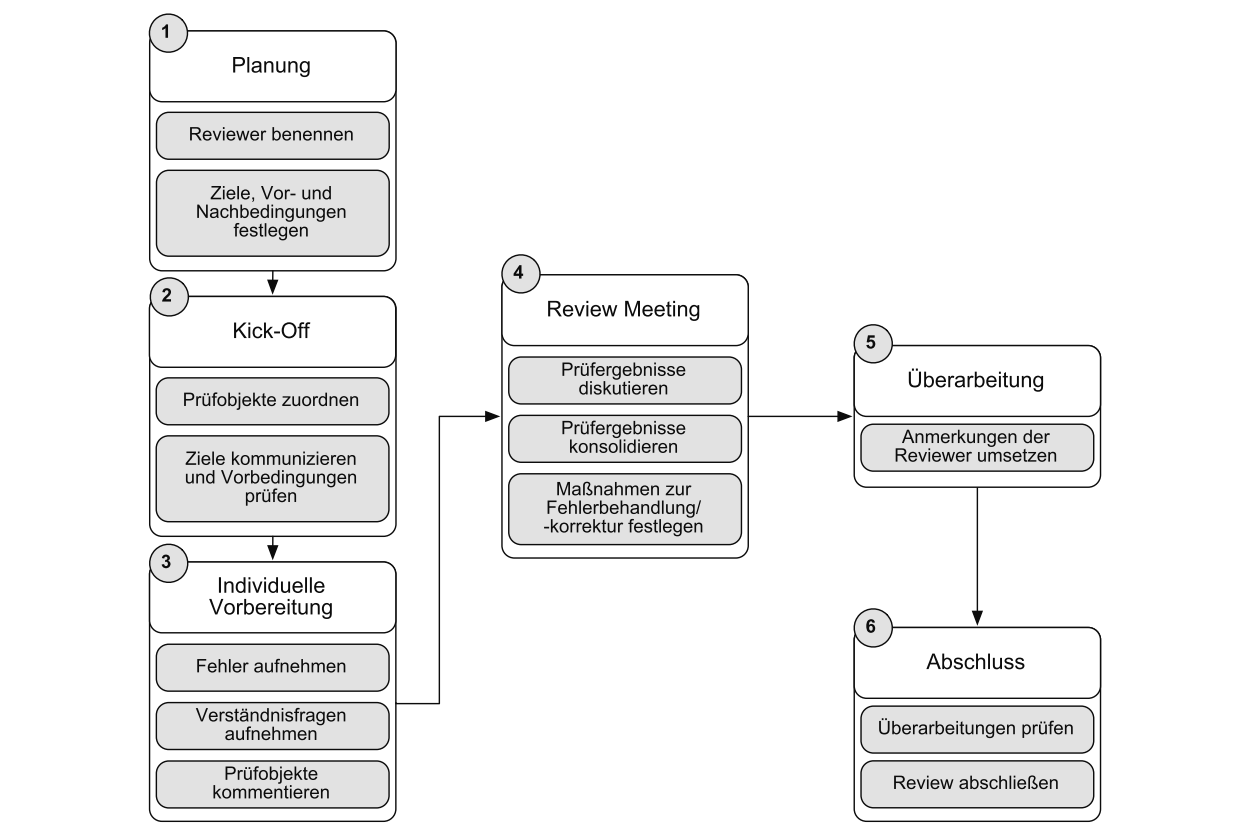 1
Planung
Reviewer benennen
Ziele, Vor- und
Nachbedingungen
festlegen
2
Kick-Off
Prüfobjekte zuordnen
Ziele kommunizieren
und Vorbedingungen
prüfen
3
Individuelle
Vorbereitung
Fehler aufnehmen
Verständnisfragen
aufnehmen
Prüfobjekte
kommentieren
4
Review Meeting
Prüfergebnisse
diskutieren
Prüfergebnisse
konsolidieren
Maßnahmen zur
Fehlerbehandlung/
-korrektur festlegen
5
Überarbeitung
Anmerkungen der
Reviewer umsetzen
6
Abschluss
Überarbeitungen prüfen
Review abschließen